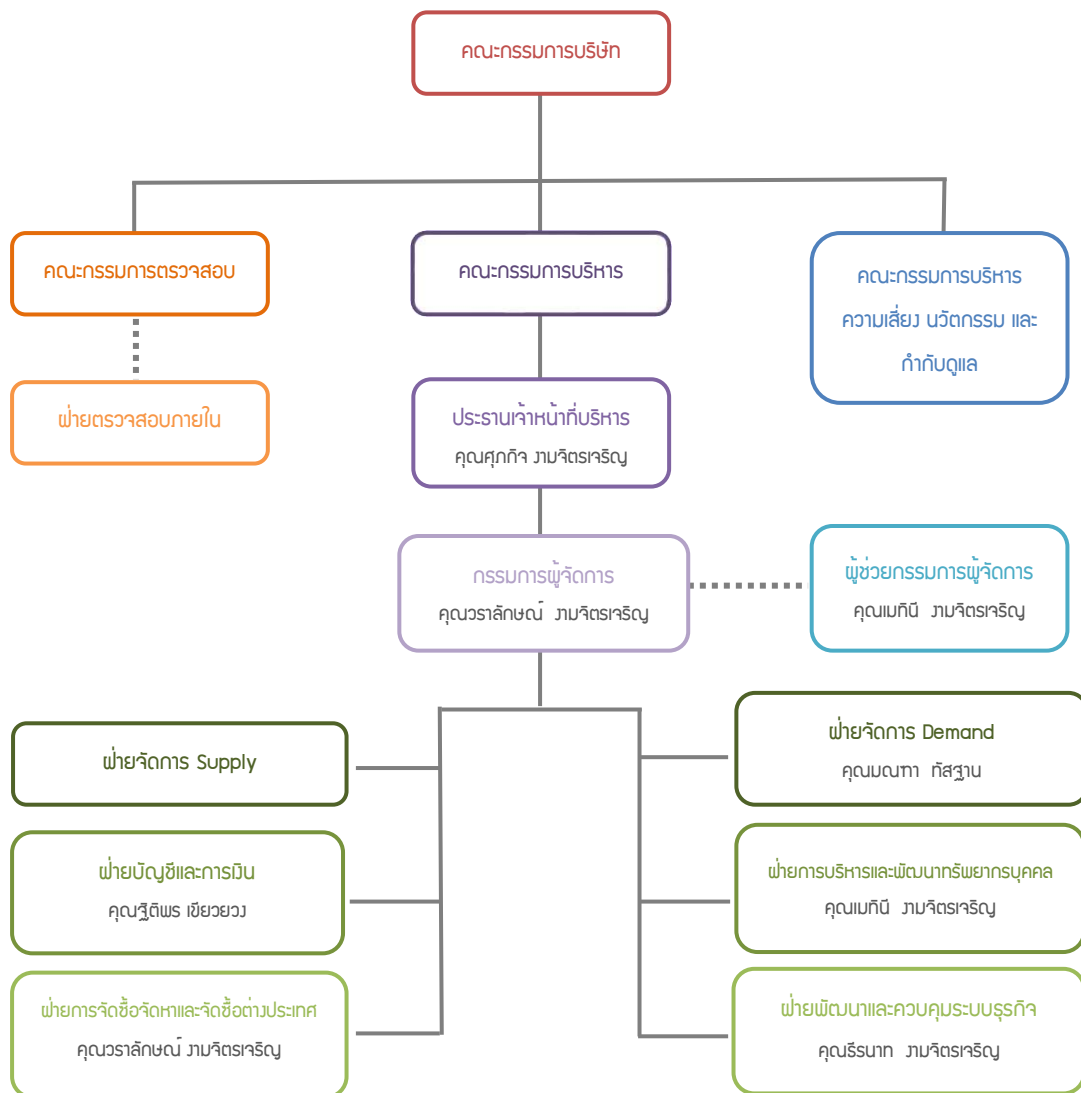 คณะกรรมการบริษัท
คณะกรรมการตรวจสอบ
คณะกรรมการบริหาร
คณะกรรมการบริหาร
ความเสี่ยง นวัตกรรม และ
กำกับดูแล
ฝ่ายตรวจสอบภายใน
ประธานเจ้าหน้าที่บริหาร
คุณศุภกิจ งามจิตรเจริญ
กรรมการผู้จัดการ
คุณวราลักษณ์ งามจิตรเจริญ
ผู้ช่วยกรรมการผู้จัดการ
คุณเมทินี งามจิตรเจริญ
ฝ่ายจัดการ Supply
ฝ่ายจัดการ Demand
คุณมณฑา ทัสฐาน
ฝ่ายบัญชีและการเงิน
คุณฐิติพร เขียวยวง
ฝ่ายการบริหารและพัฒนาทรัพยากรบุคคล
คุณเมทินี งามจิตรเจริญ
ฝ่ายการจัดซื้อจัดหาและจัดซื้อต่างประเทศ
คุณวราลักษณ์ งามจิตรเจริญ
ฝ่ายพัฒนาและควบคุมระบบธุรกิจ
คุณธีรนาท งามจิตรเจริญ